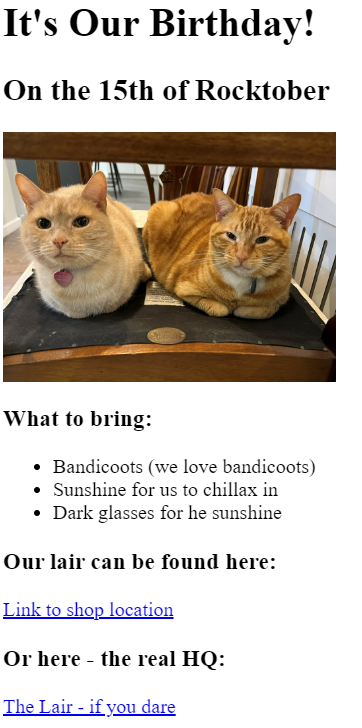 It's Our Birthday!
On the 15th of Rocktober
What to bring:
Bandicoots (we love bandicoots)
Sunshine for us to chillax in
Dark glasses for he sunshine
Our lair can be found here:
Link to shop location
Or here - the real HQ:
The Lair - if you dare